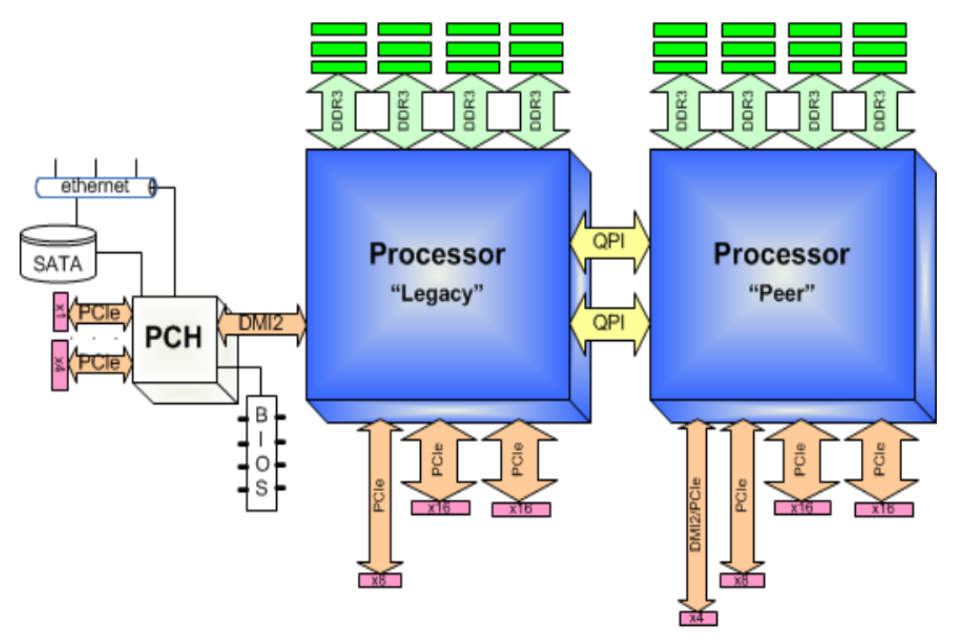 DDR3
DDR3
DDR3
DDR3
DDR3
DDR3
DDR3
DDR3
ethernet
SATA
x1
PCIe
x4
PCIe
PCH
DMI2
BIOS
Processor
“Legacy”
QPI
QPI
Processor
“Peer”
PCIe
x8
PCIe
x16
PCIe
x16
DMI2/PCIe
x4
PCIe
x8
PCIe
x16
PCIe
x16